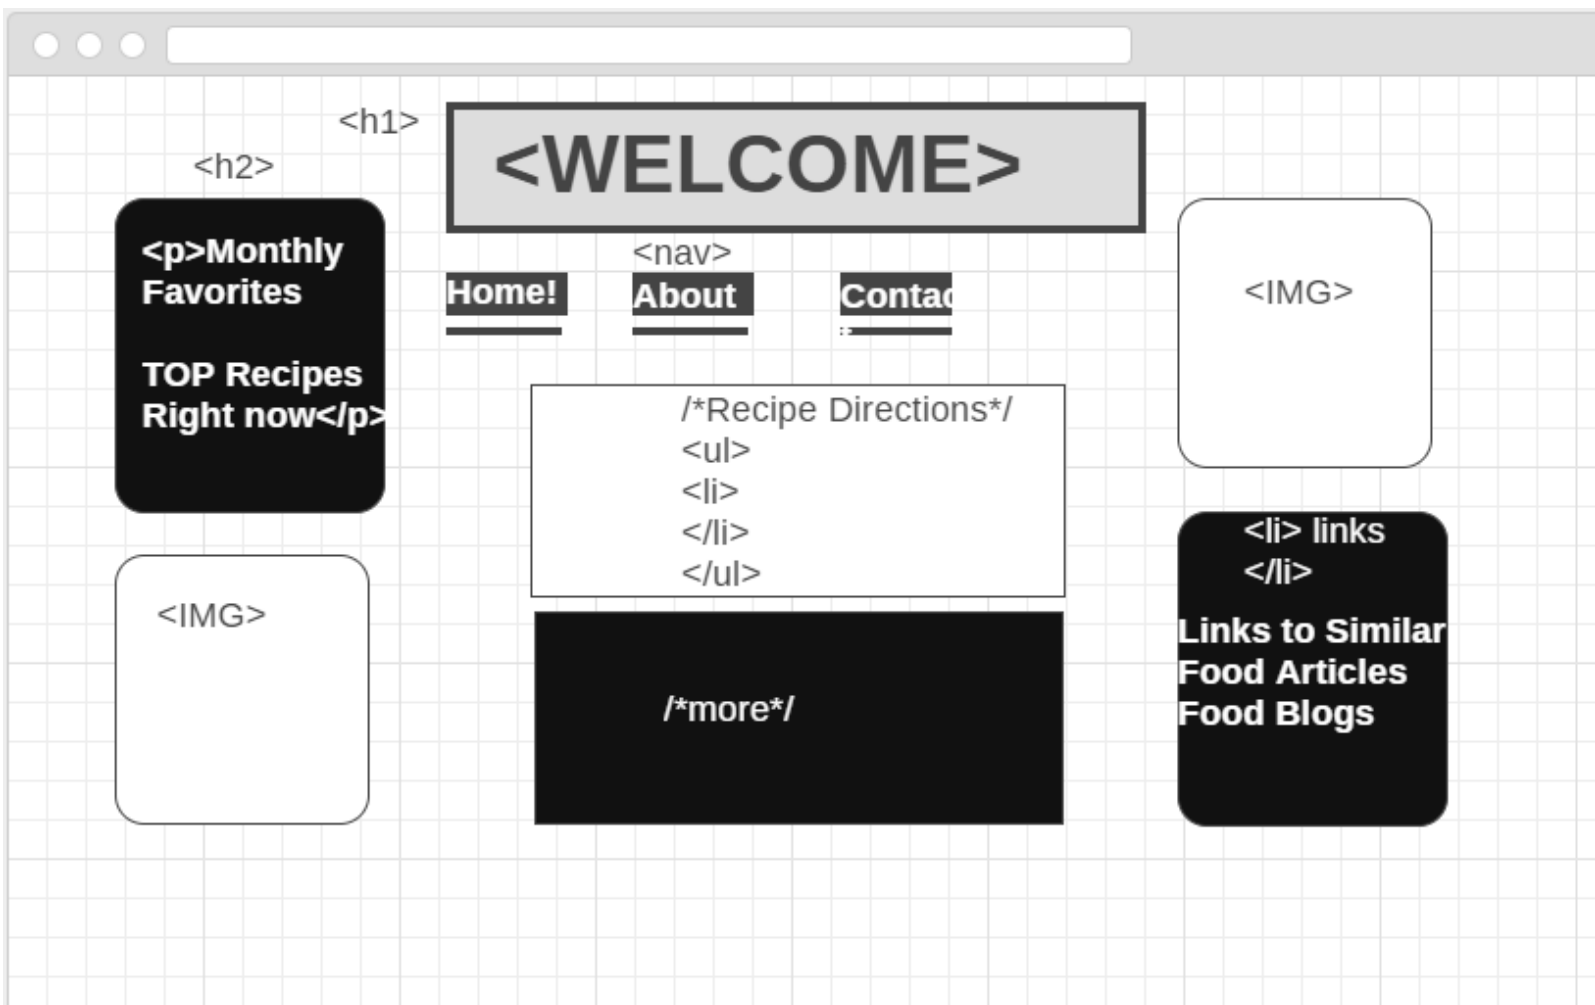 <h1>
<WELCOME>
<h2>
<p>Monthly
Favorites
TOP Recipes
Right now</p>
<nav>
Home!
About
Contac
<IMG>
/*Recipe Directions*/
<ul>
<li>
</li>
</ul>
<IMG>
/*more*/
<li> links
</li>
Links to Similar
Food Articles
Food Blogs